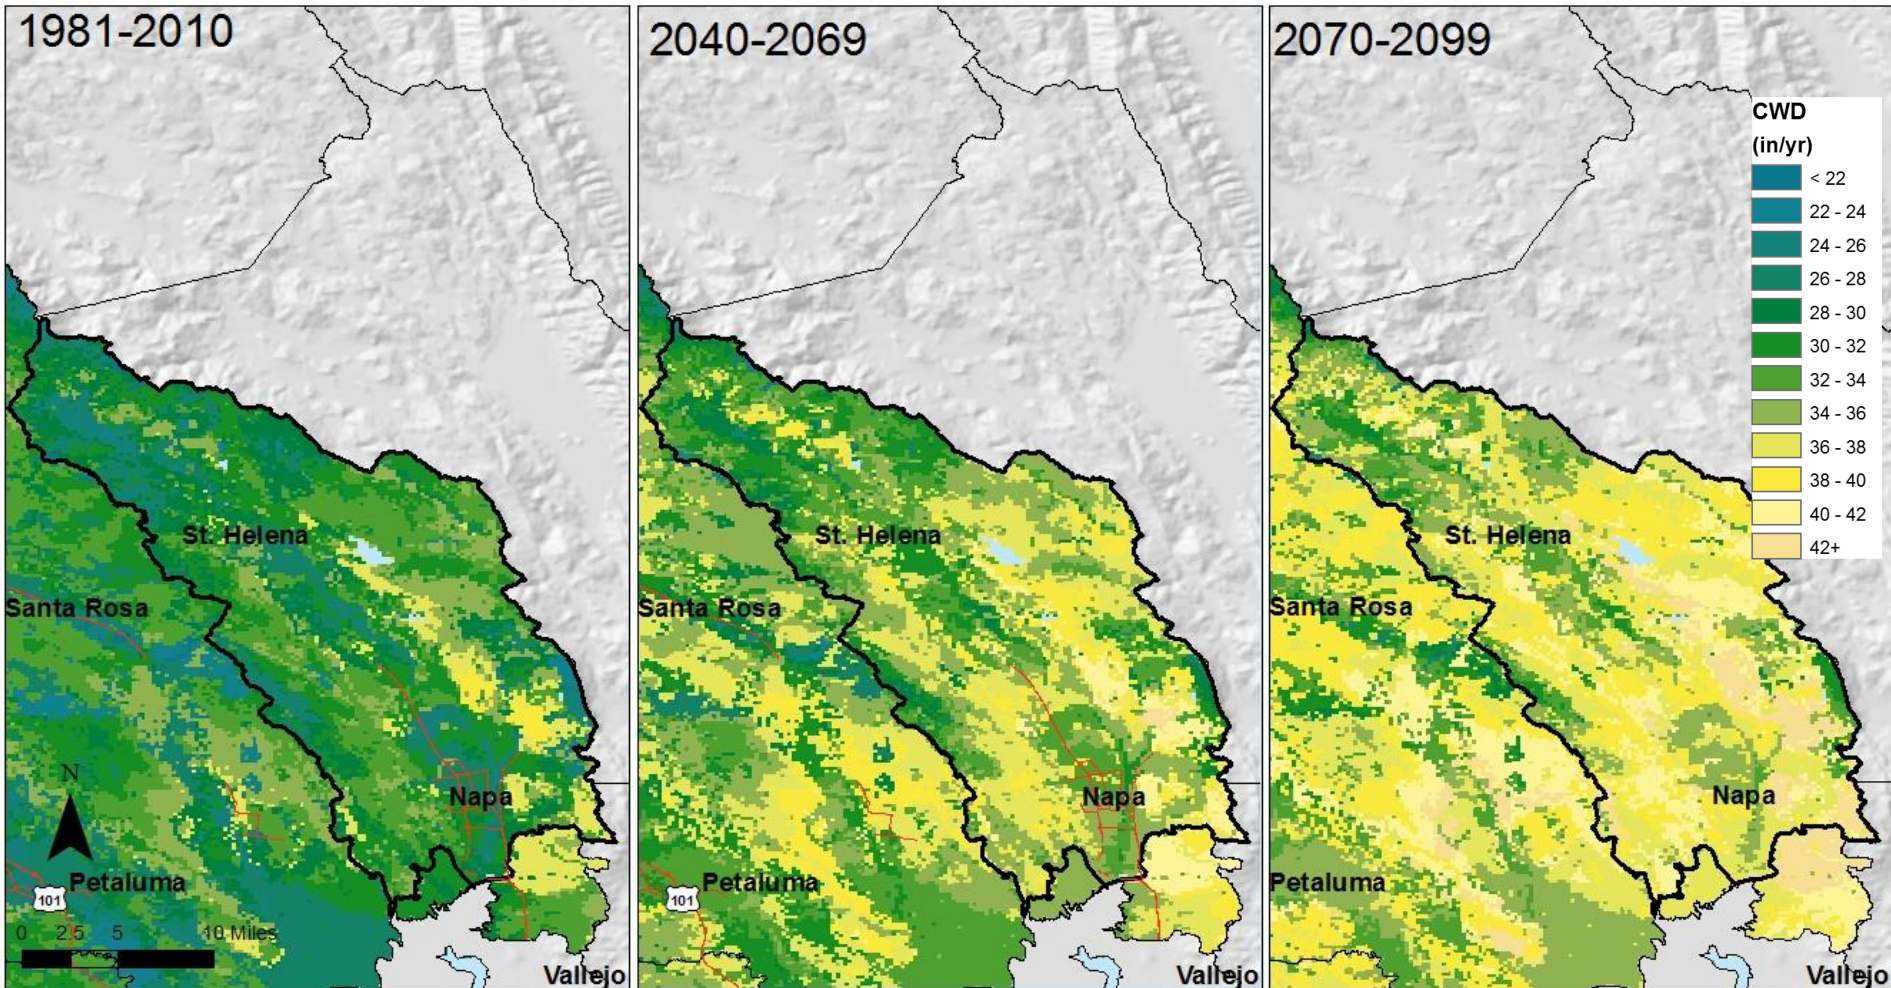 1981-2010
St. Helena
Santa Rosa
Napa
N
Petaluma
101
0 2.5 5 10 Miles
Vallejo
2040-2069
St. Helena
Santa Rosa
Napa
Petaluma
101
Vallejo
2070-2099
St. Helena
Santa Rosa
Napa
Petaluma
Vallejo
CWD
(in/yr)
< 22
22 - 24
24 - 26
26 - 28
28 - 30
30 - 32
32 - 34
34 - 36
36 - 38
38 - 40
40 - 42
42+